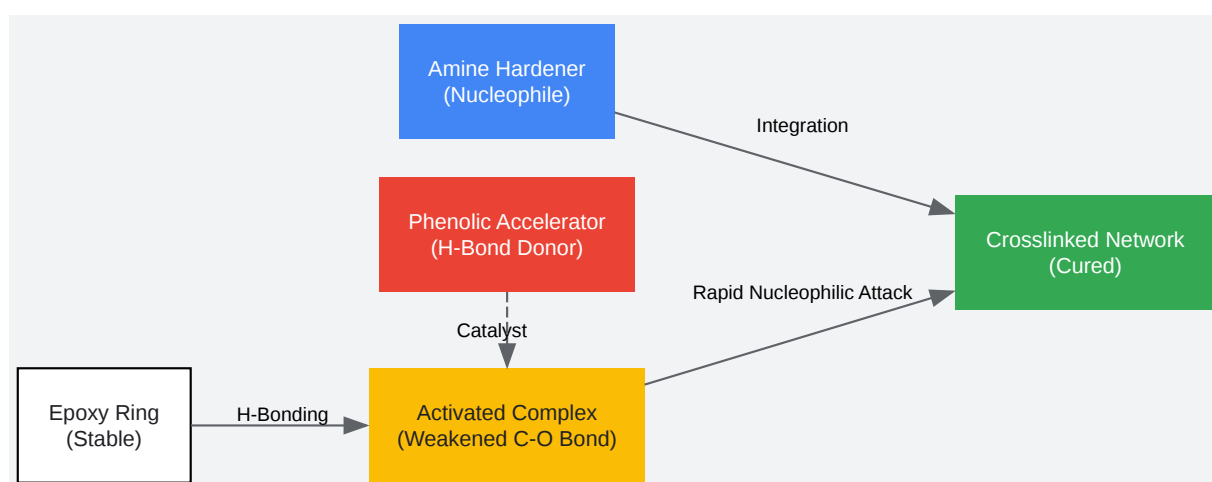 Amine Hardener
(Nucleophile)
Integration
Phenolic Accelerator
(H-Bond Donor)
Crosslinked Network
(Cured)
Rapid Nucleophilic Attack
Catalyst
Epoxy Ring
(Stable)
H-Bonding
Activated Complex
(Weakened C-O Bond)